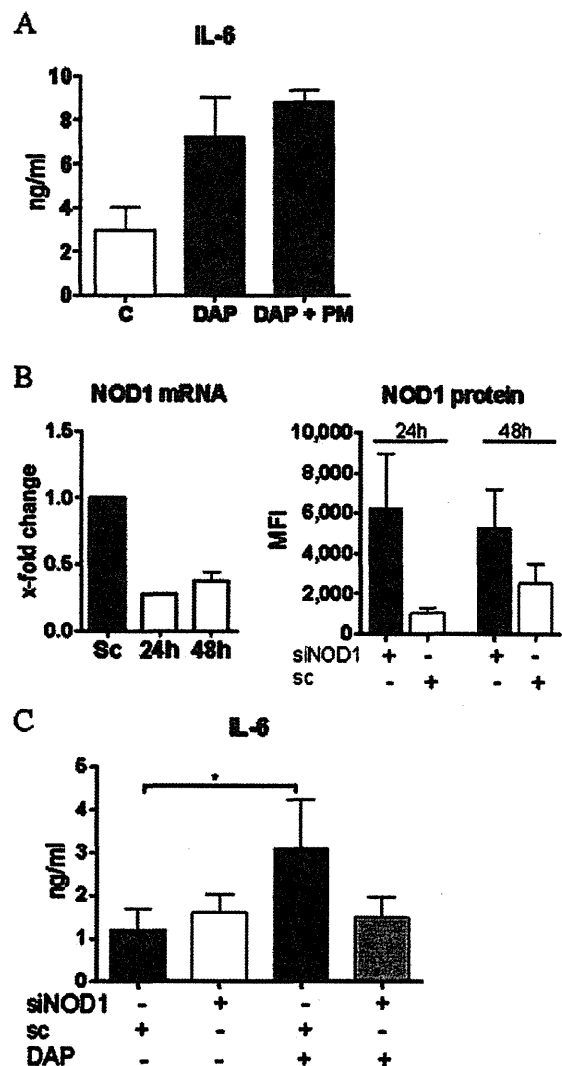 A
IL-6
10
8
6
4
2
0
ng/ml
C DAP DAP + PM
B
NOD1 mRNA
1.5
1.0
0.5
0.0
x-fold change
Sc 24h 48h
NOD1 protein
24h 48h
10,000
8,000
6,000
4,000
2,000
0
MFI
siNOD1 + - + -
sc - + - +
C
IL-6
*
5
4
3
2
1
0
ng/ml
siNOD1 - + - +
sc + - + -
DAP - - + +